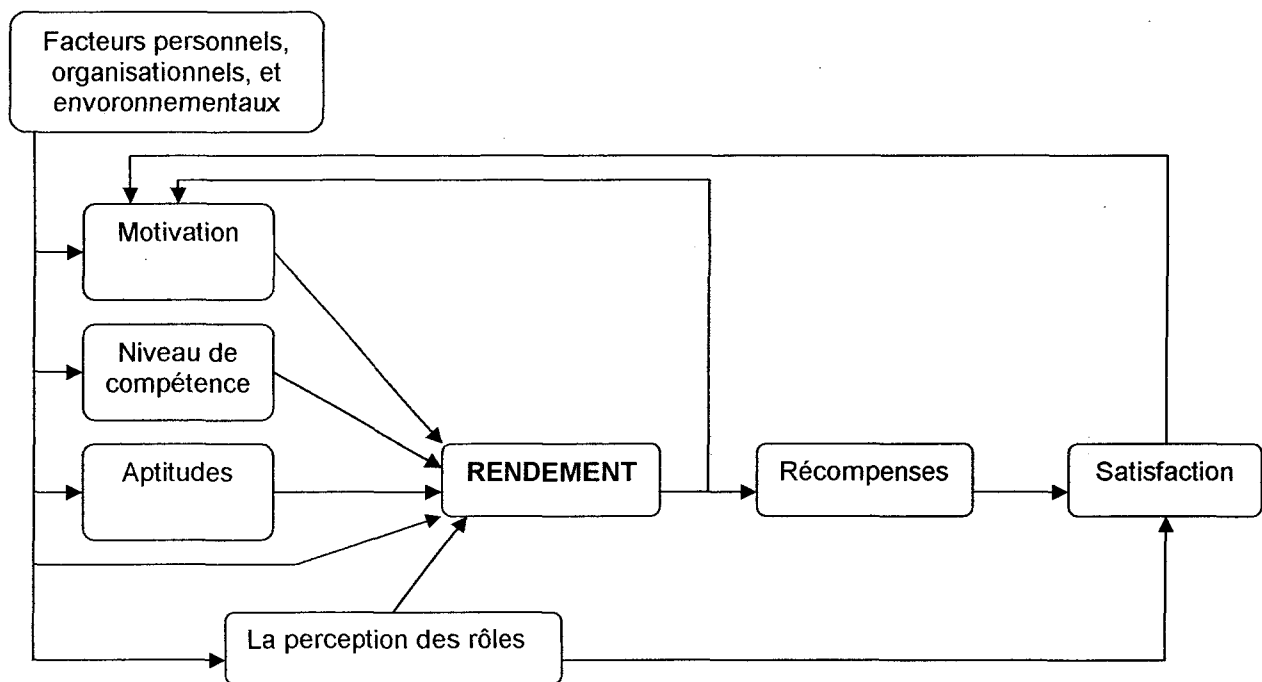 Facteurs personnels,
organisationnels, et
envoronnementaux
Motivation
Niveau de
compétence
Aptitudes
RENDEMENT
Récompenses
Satisfaction
La perception des rôles